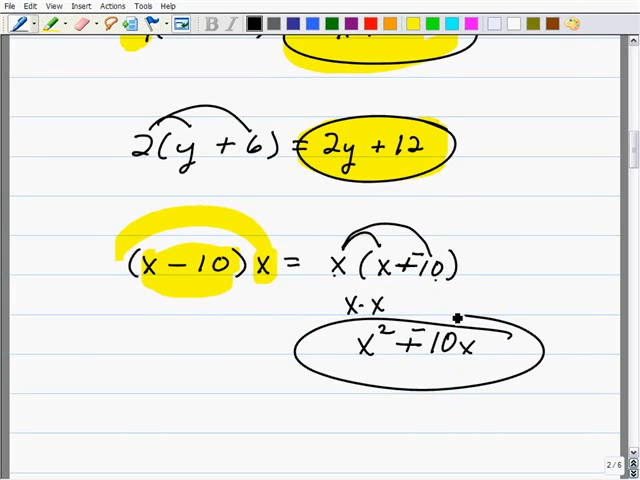 File Edit View Insert Actions Tools Help
2(y + 6) = 2y + 12
(x - 10) x = x (x + -10)
x · x
x² + -10x
2 / 6